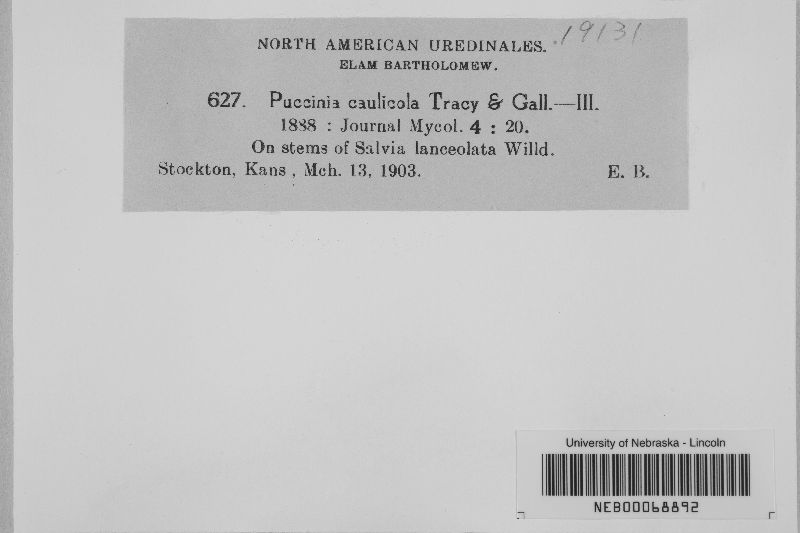 19131
NORTH AMERICAN UREDINALES.
ELAM BARTHOLOMEW.
627. Puccinia caulicola Tracy & Gall.—III.
1888 : Journal Mycol. 4 : 20.
On stems of Salvia lanceolata Willd.
Stockton, Kans , Mch. 13, 1903. E. B.
University of Nebraska - Lincoln
NEB00068892